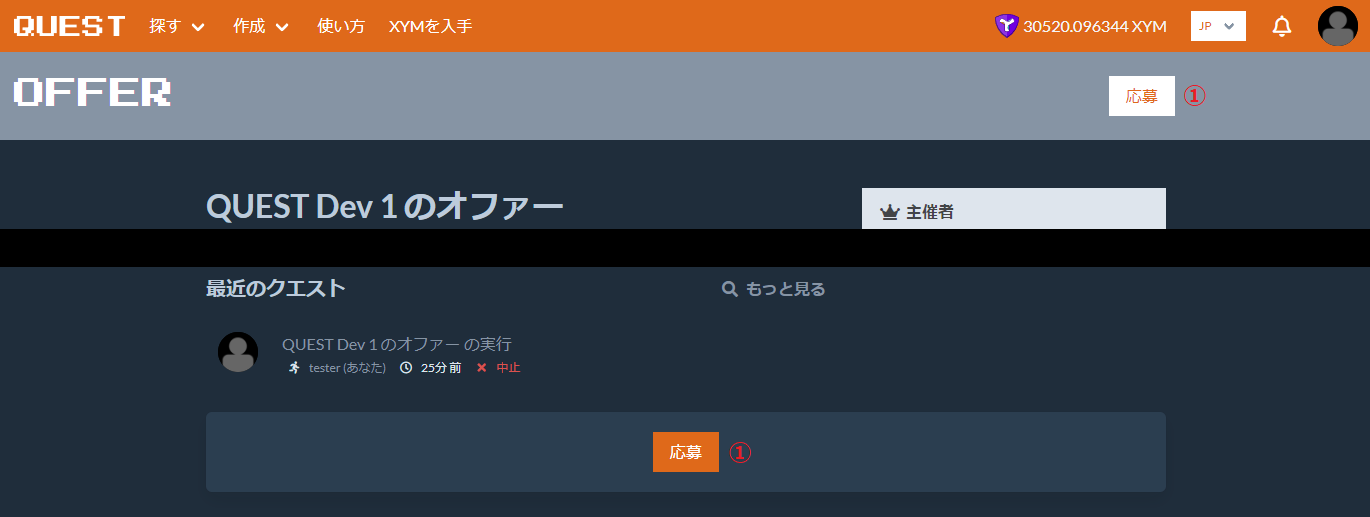 QUEST 探す 作成 使い方 XYMを入手 30520.096344 XYM JP
OFFER 応募 ①
QUEST Dev 1 のオファー
主催者
最近のクエスト もっと見る
QUEST Dev 1 のオファー の実行
tester (あなた) 25分 前 中止
応募 ①